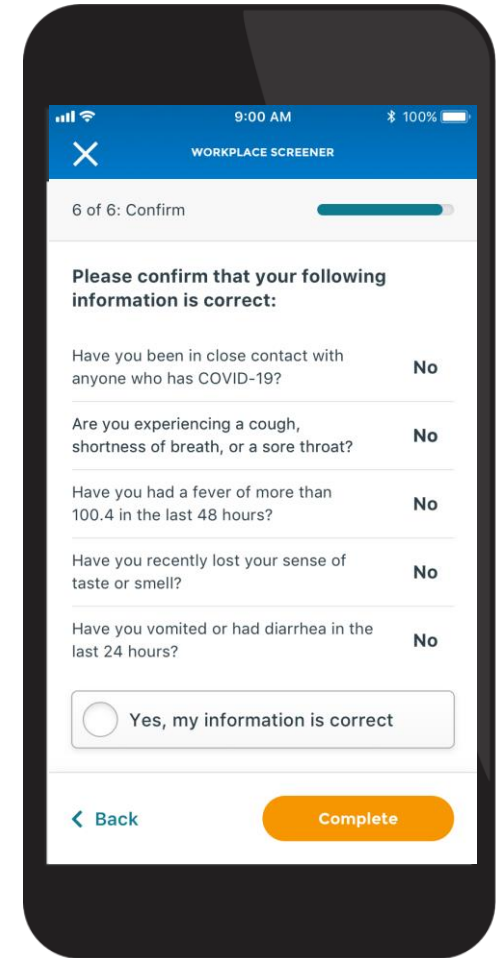 9:00 AM
100%
WORKPLACE SCREENER
6 of 6: Confirm
Please confirm that your following
information is correct:
Have you been in close contact with
anyone who has COVID-19?
No
Are you experiencing a cough,
shortness of breath, or a sore throat?
No
Have you had a fever of more than
100.4 in the last 48 hours?
No
Have you recently lost your sense of
taste or smell?
No
Have you vomited or had diarrhea in the
last 24 hours?
No
Yes, my information is correct
Back
Complete